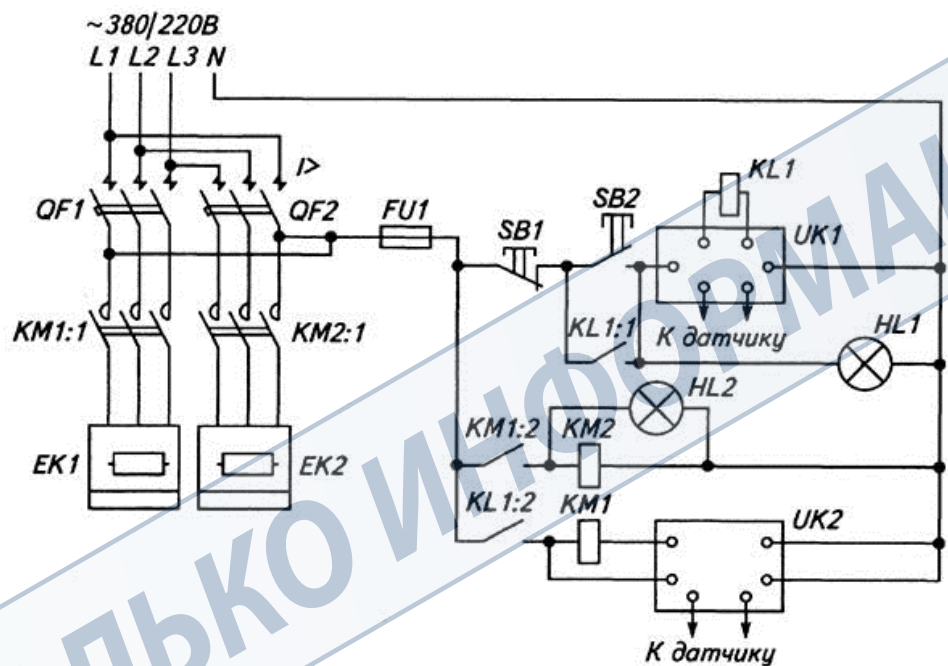 ~380/220В
L1 L2 L3 N
I>
QF1
QF2
FU1
SB1
SB2
KL1
UK1
К датчику
KL1:1
HL1
KM1:1
KM2:1
HL2
KM1:2
KM2
EK1
EK2
KL1:2
KM1
UK2
К датчику
ЛЬКО ИНФОРМА